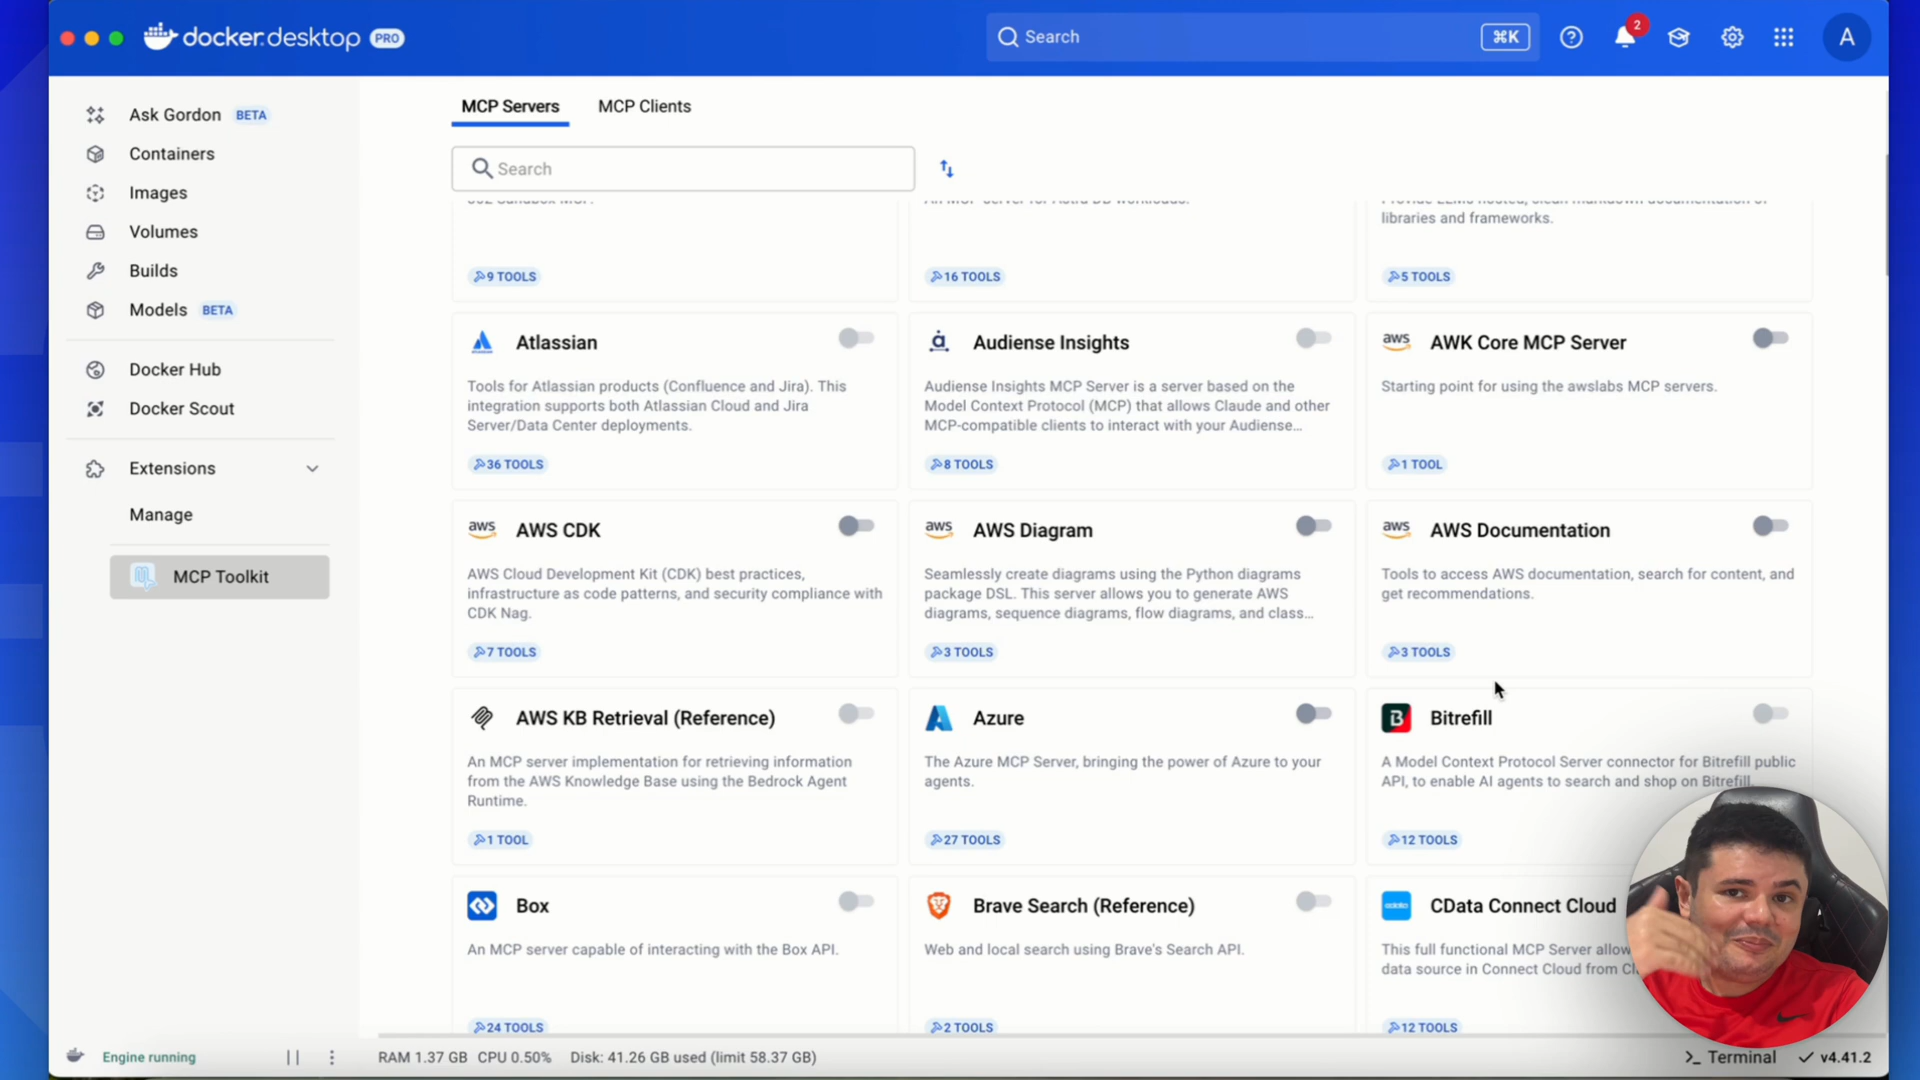 docker.desktop PRO
Search
⌘K
2
A
Ask Gordon BETA
Containers
Images
Volumes
Builds
Models BETA
Docker Hub
Docker Scout
Extensions
Manage
MCP Toolkit
MCP Servers
MCP Clients
Search
libraries and frameworks.
9 TOOLS
16 TOOLS
5 TOOLS
Atlassian
Tools for Atlassian products (Confluence and Jira). This
integration supports both Atlassian Cloud and Jira
Server/Data Center deployments.
36 TOOLS
Audiense Insights
Audiense Insights MCP Server is a server based on the
Model Context Protocol (MCP) that allows Claude and other
MCP-compatible clients to interact with your Audiense...
8 TOOLS
aws
AWK Core MCP Server
Starting point for using the awslabs MCP servers.
1 TOOL
aws
AWS CDK
AWS Cloud Development Kit (CDK) best practices,
infrastructure as code patterns, and security compliance with
CDK Nag.
7 TOOLS
aws
AWS Diagram
Seamlessly create diagrams using the Python diagrams
package DSL. This server allows you to generate AWS
diagrams, sequence diagrams, flow diagrams, and class...
3 TOOLS
aws
AWS Documentation
Tools to access AWS documentation, search for content, and
get recommendations.
3 TOOLS
AWS KB Retrieval (Reference)
An MCP server implementation for retrieving information
from the AWS Knowledge Base using the Bedrock Agent
Runtime.
1 TOOL
Azure
The Azure MCP Server, bringing the power of Azure to your
agents.
27 TOOLS
Bitrefill
A Model Context Protocol Server connector for Bitrefill public
API, to enable AI agents to search and shop on Bitrefill.
12 TOOLS
Box
An MCP server capable of interacting with the Box API.
24 TOOLS
Brave Search (Reference)
Web and local search using Brave's Search API.
2 TOOLS
CData Connect Cloud
This full functional MCP Server
data source in Connect Cloud from
12 TOOLS
Engine running
RAM 1.37 GB CPU 0.50% Disk: 41.26 GB used (limit 58.37 GB)
Terminal
v4.41.2